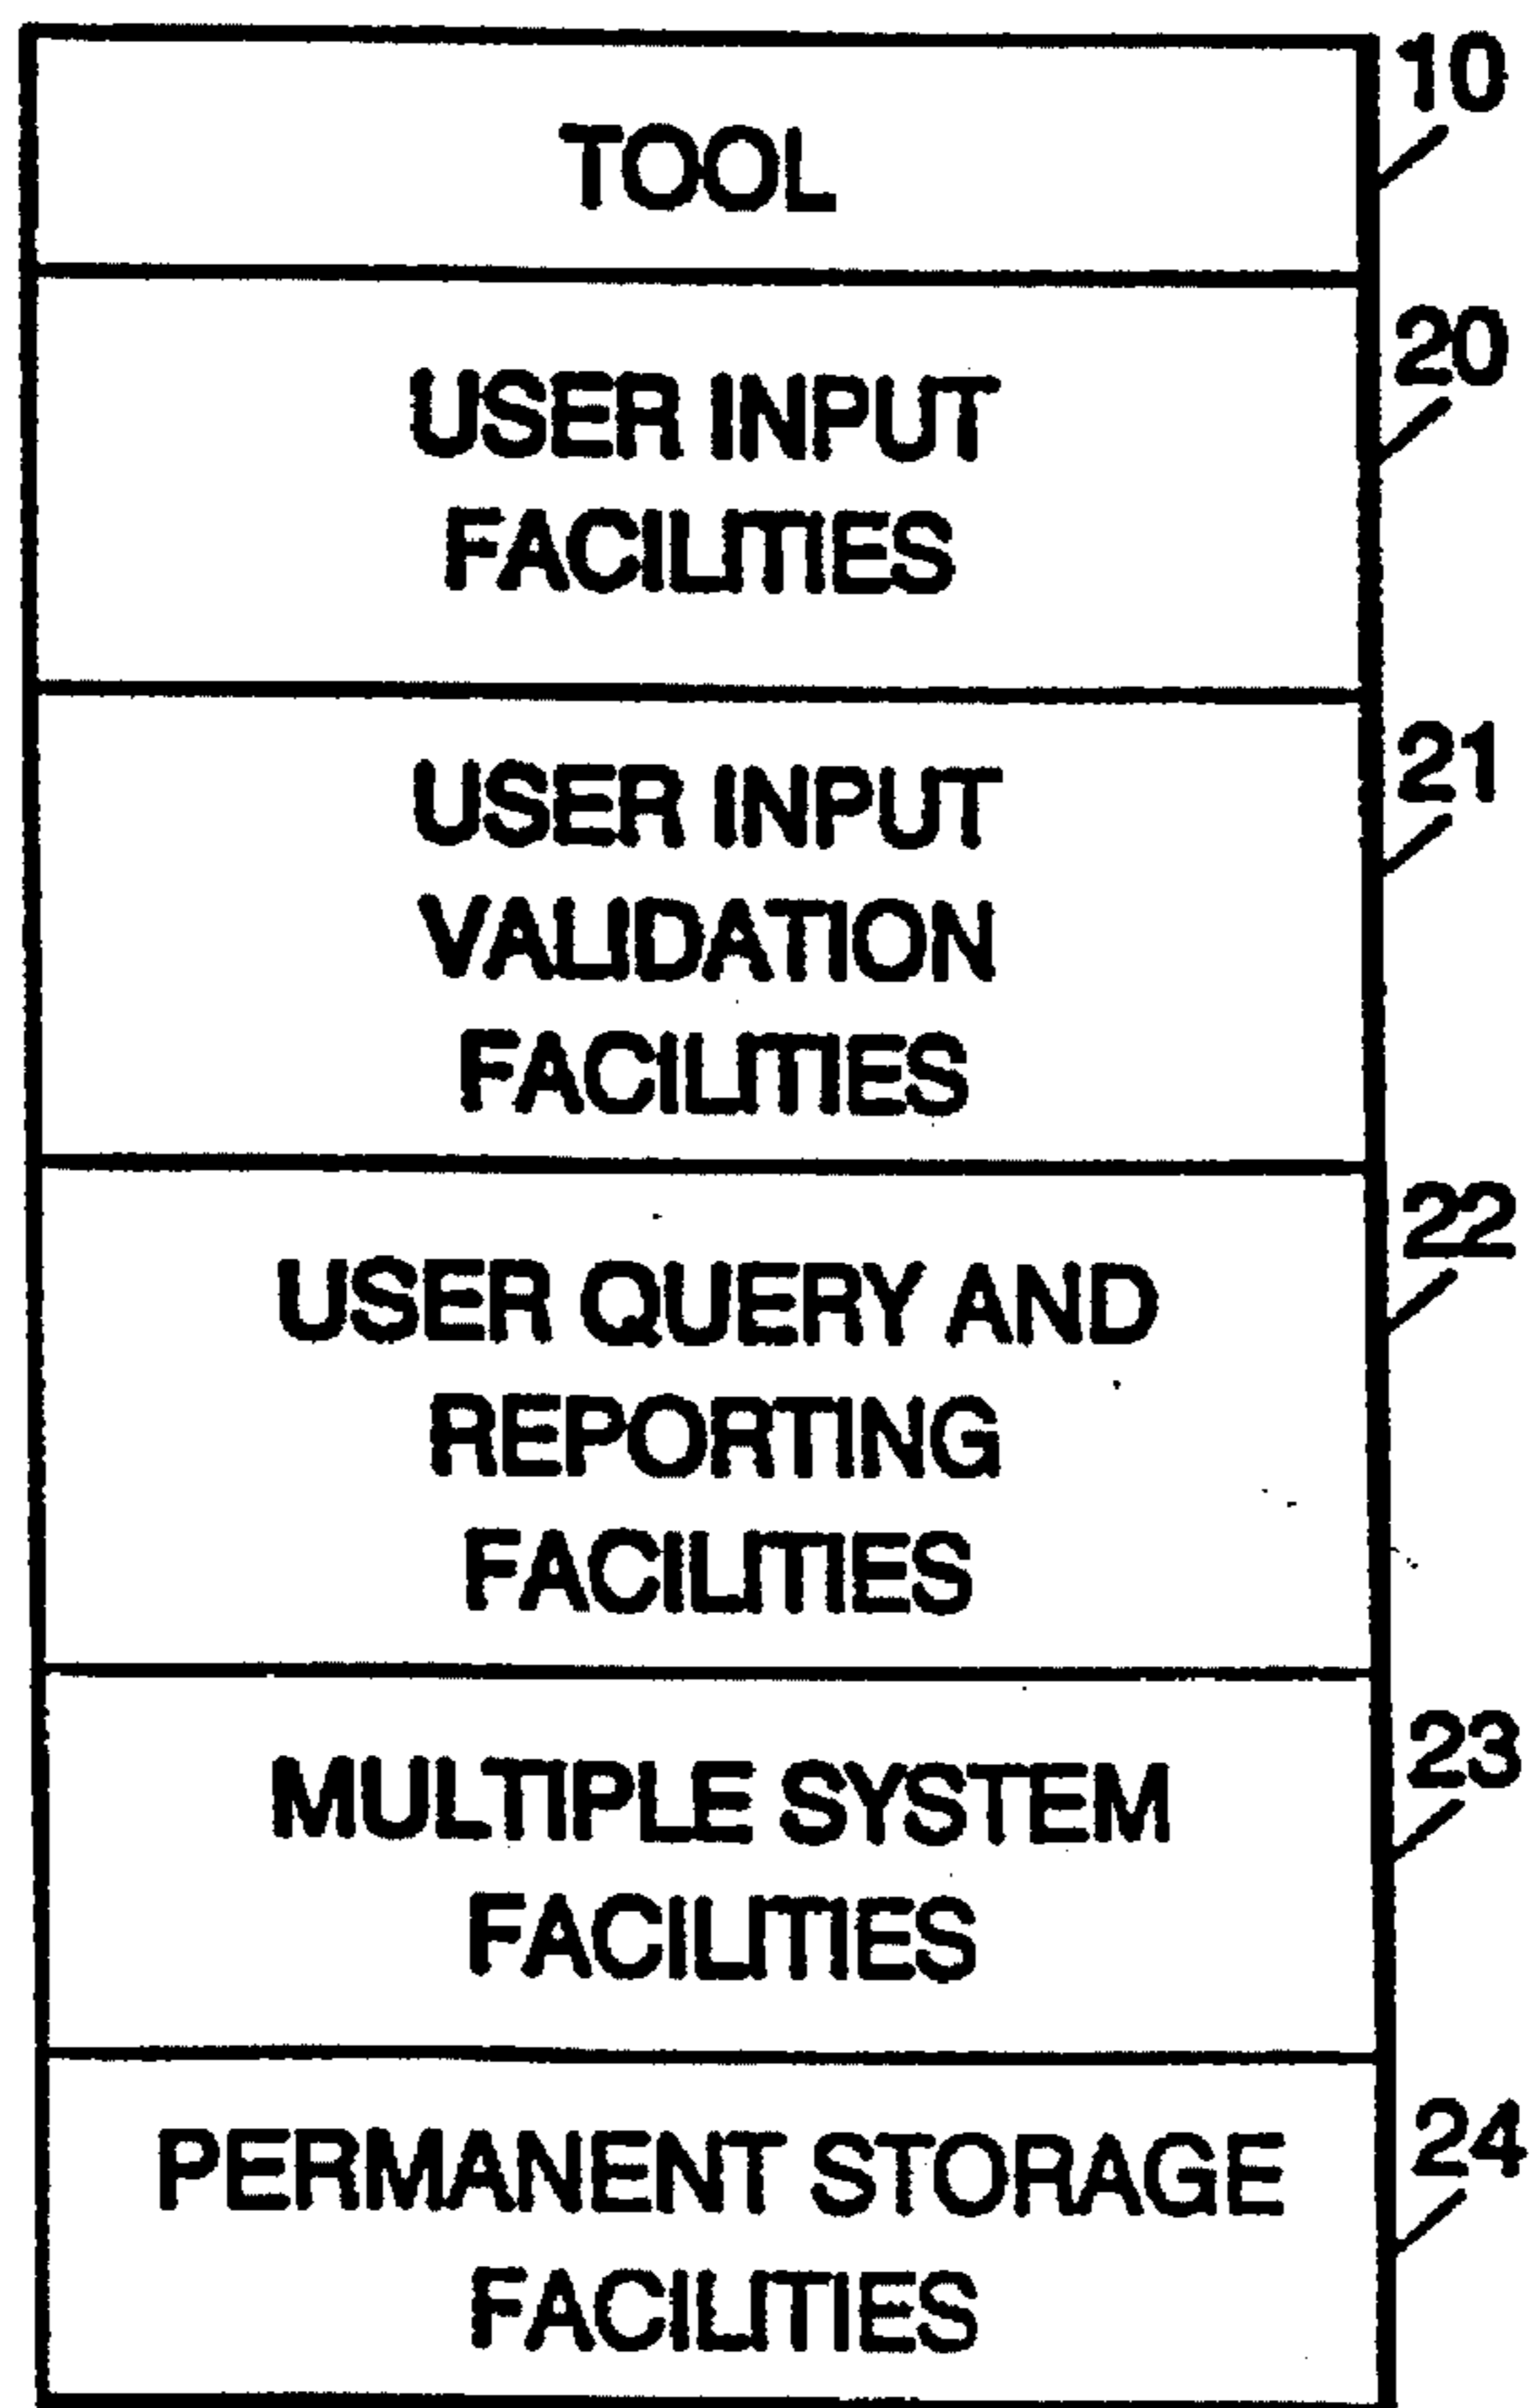 10
TOOL
20
USER INPUT
FACILITIES
21
USER INPUT
VALIDATION
FACILITIES
22
USER QUERY AND
REPORTING
FACILITIES
23
MULTIPLE SYSTEM
FACILITIES
24
PERMANENT STORAGE
FACILITIES